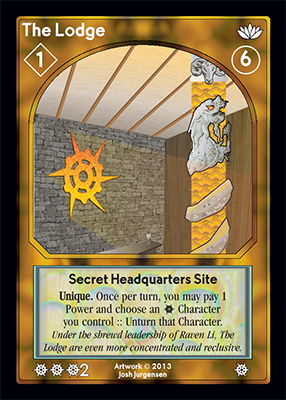 The Lodge
1
6
Secret Headquarters Site
Unique. Once per turn, you may pay 1
Power and choose an Character
you control :: Unturn that Character.
Under the shrewd leadership of Raven Li, The
Lodge are even more concentrated and reclusive.
2
Artwork © 2013
Josh Jurgensen